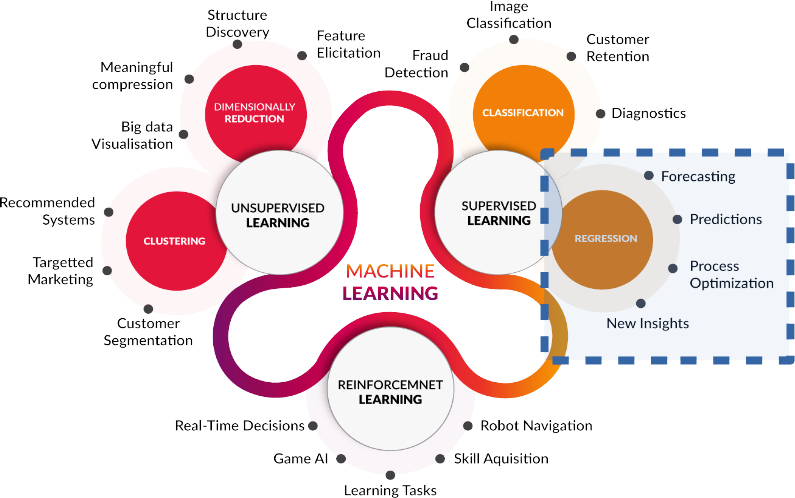 Structure
Discovery
Feature
Elicitation
Meaningful
compression
Big data
Visualisation
DIMENSIONALLY
REDUCTION
Image
Classification
Customer
Retention
Fraud
Detection
Diagnostics
CLASSIFICATION
UNSUPERVISED
LEARNING
SUPERVISED
LEARNING
Recommended
Systems
Targetted
Marketing
Customer
Segmentation
CLUSTERING
Forecasting
Predictions
Process
Optimization
New Insights
REGRESSION
MACHINE
LEARNING
REINFORCEMNET
LEARNING
Real-Time Decisions
Game AI
Learning Tasks
Skill Aquisition
Robot Navigation